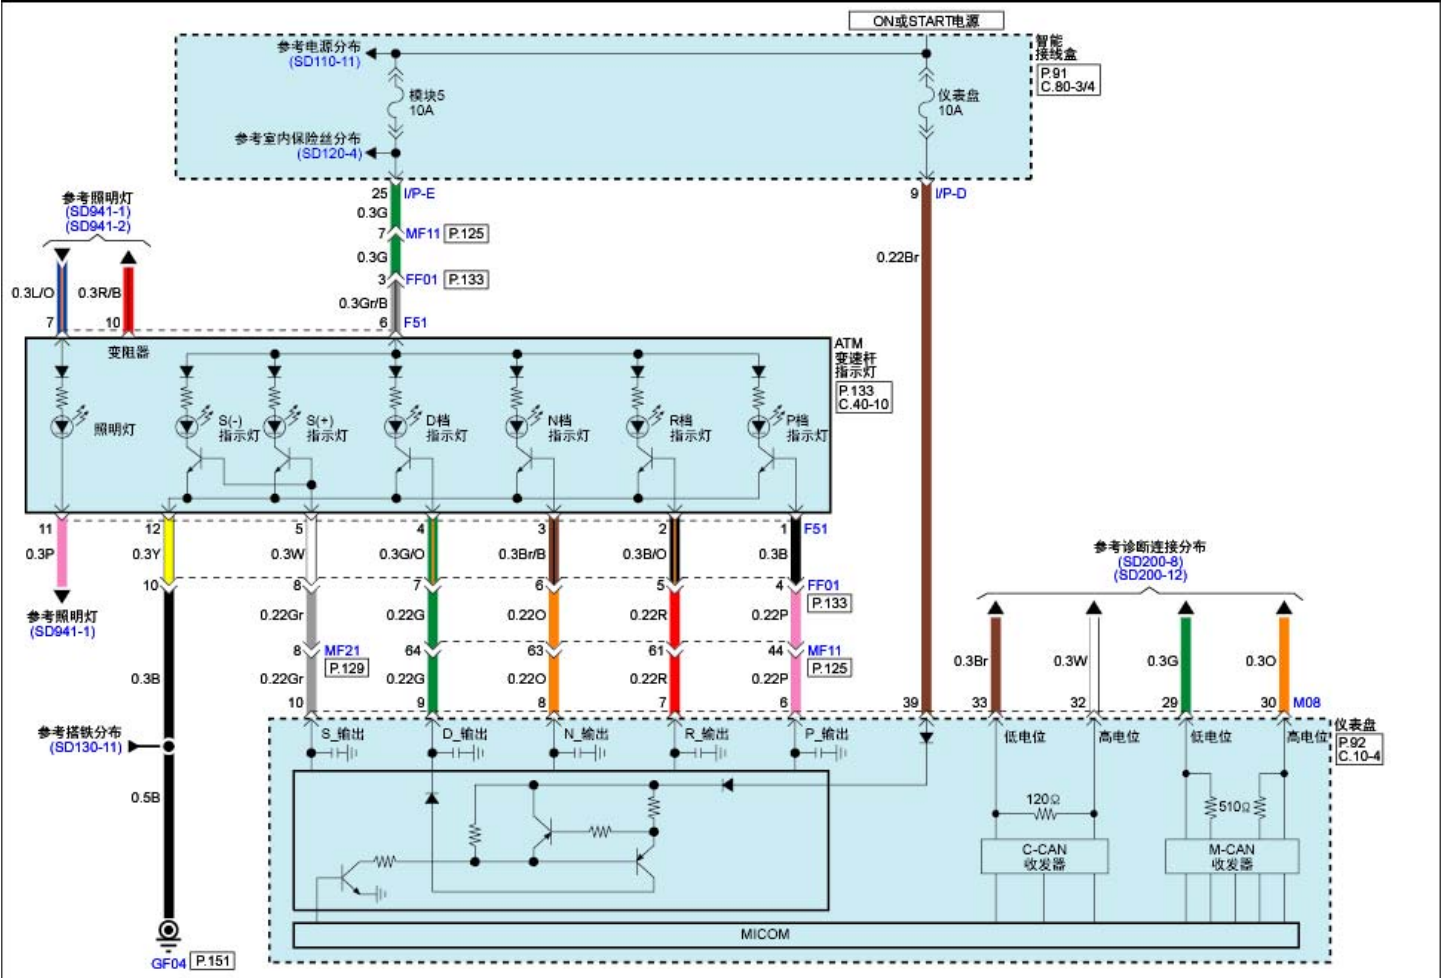 ON或START电源
参考电源分布
(SD110-11)
智能
接线盒
P.91
C.80-3/4
模块5
10A
仪表盘
10A
参考室内保险丝分布
(SD120-4)
25 I/P-E
9 I/P-D
参考照明灯
(SD941-1)
(SD941-2)
0.3G
7 MF11 P.125
0.3G
0.22Br
3 FF01 P.133
0.3L/O
0.3R/B
0.3Gr/B
7
10
6 F51
变阻器
ATM
变速杆
指示灯
P.133
C.40-10
照明灯
S(-)
指示灯
S(+)
指示灯
D档
指示灯
N档
指示灯
R档
指示灯
P档
指示灯
11
12
5
4
3
2
1 F51
0.3P
0.3Y
0.3W
0.3G/O
0.3Br/B
0.3B/O
0.3B
10
8
7
6
5
4 FF01
P.133
参考照明灯
(SD941-1)
0.22Gr
0.22G
0.22O
0.22R
0.22P
参考诊断连接分布
(SD200-8)
(SD200-12)
8 MF21
P.129
64
63
61
44 MF11
P.125
0.3B
0.22Gr
0.22G
0.22O
0.22R
0.22P
0.3Br
0.3W
0.3G
0.3O
10
9
8
7
6
39
33
32
29
30 M08
参考搭铁分布
(SD130-11)
S_输出
D_输出
N_输出
R_输出
P_输出
低电位
高电位
低电位
高电位
仪表盘
P.92
C.10-4
0.5B
120Ω
510Ω
C-CAN
收发器
M-CAN
收发器
MICOM
GF04 P.151